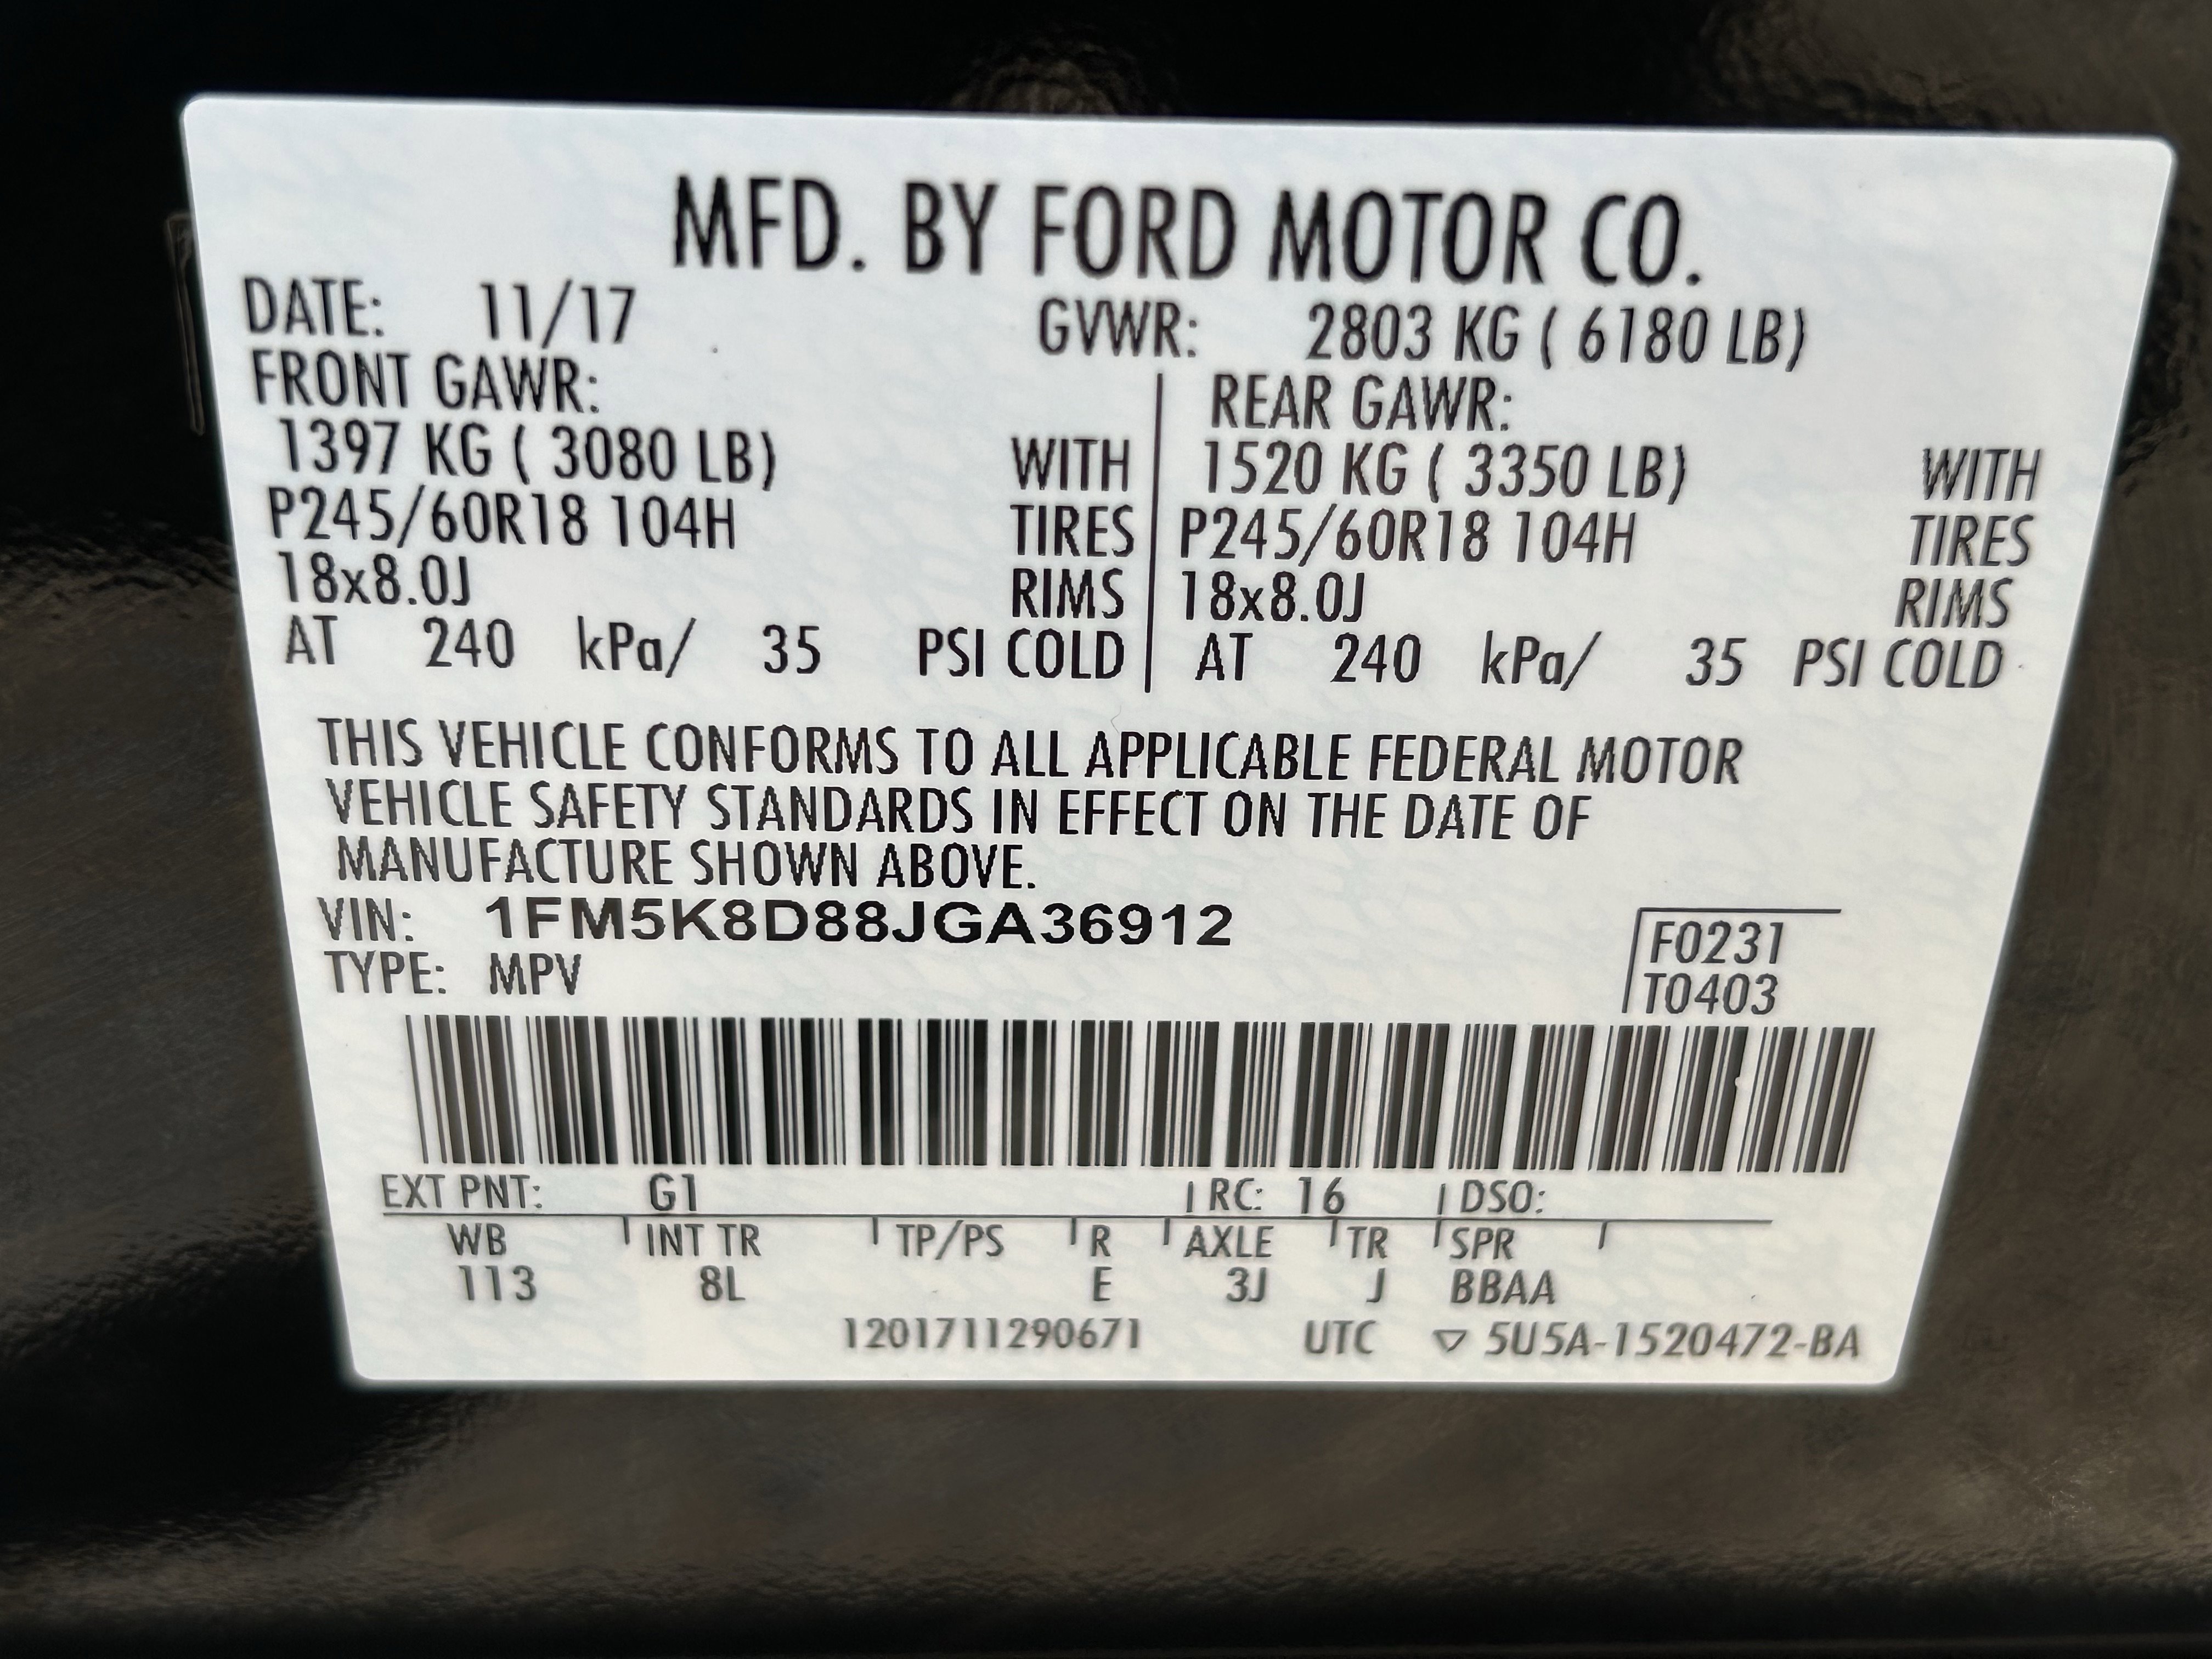 MFD. BY FORD MOTOR CO.
DATE: 11/17 GVWR: 2803 KG ( 6180 LB)
FRONT GAWR: REAR GAWR:
1397 KG ( 3080 LB) WITH 1520 KG ( 3350 LB) WITH
P245/60R18 104H TIRES P245/60R18 104H TIRES
18x8.0J RIMS 18x8.0J RIMS
AT 240 kPa/ 35 PSI COLD AT 240 kPa/ 35 PSI COLD
THIS VEHICLE CONFORMS TO ALL APPLICABLE FEDERAL MOTOR
VEHICLE SAFETY STANDARDS IN EFFECT ON THE DATE OF
MANUFACTURE SHOWN ABOVE.
VIN: 1FM5K8D88JGA36912
F0231
TYPE: MPV
T0403
EXT PNT: G1 RC: 16 DSO:
WB INT TR TP/PS R AXLE TR SPR
113 8L E 3J J BBAA
1201711290671 UTC ▽ 5U5A-1520472-BA